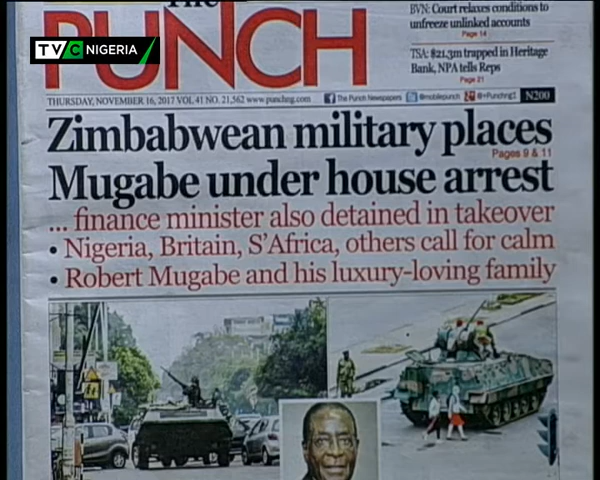 The
PUNCH
TVC NIGERIA
BVN: Court relaxes conditions to
unfreeze unlinked accounts
Page 14
TSA: $21.3m trapped in Heritage
Bank, NPA tells Reps
Page 21
THURSDAY, NOVEMBER 16, 2017 VOL 41 NO. 21,562 www.punchng.com
The Punch Newspapers
@mobilepunch
N200
Zimbabwean military places
Pages 9 & 11
Mugabe under house arrest
... finance minister also detained in takeover
• Nigeria, Britain, S'Africa, others call for calm
• Robert Mugabe and his luxury-loving family